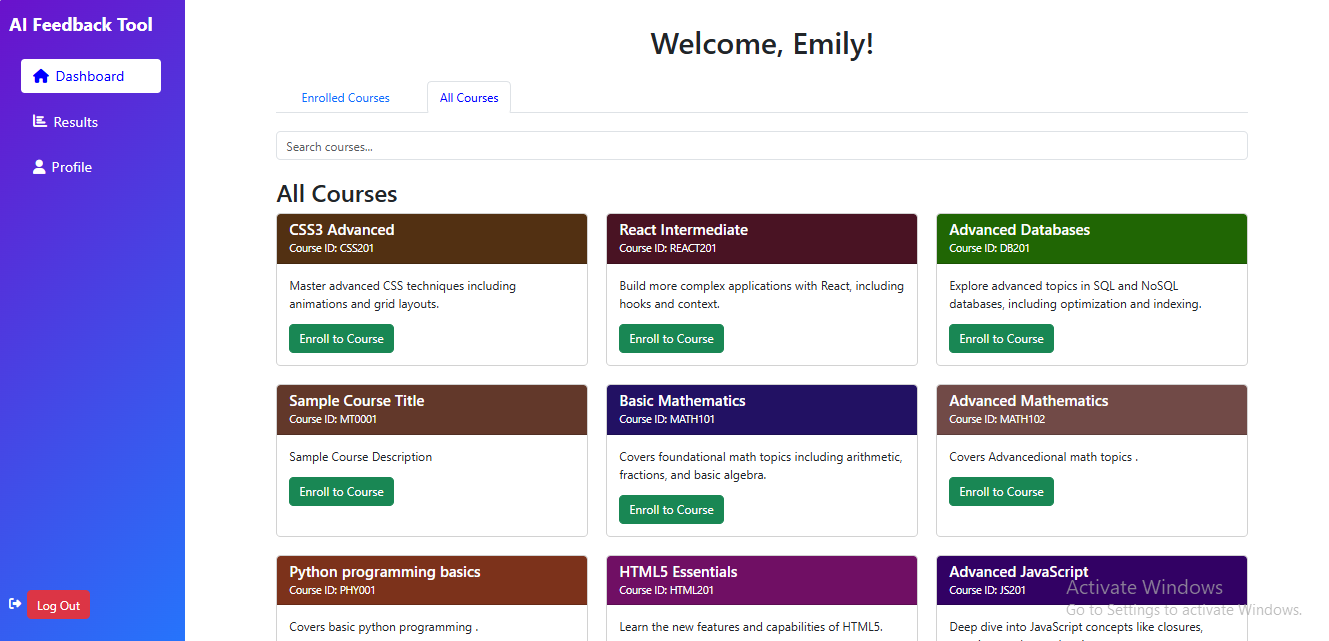 AI Feedback Tool
Dashboard
Results
Profile
Log Out
Welcome, Emily!
Enrolled Courses
All Courses
Search courses...
All Courses
CSS3 Advanced
Course ID: CSS201
Master advanced CSS techniques including
animations and grid layouts.
Enroll to Course
React Intermediate
Course ID: REACT201
Build more complex applications with React, including
hooks and context.
Enroll to Course
Advanced Databases
Course ID: DB201
Explore advanced topics in SQL and NoSQL
databases, including optimization and indexing.
Enroll to Course
Sample Course Title
Course ID: MT0001
Sample Course Description
Enroll to Course
Basic Mathematics
Course ID: MATH101
Covers foundational math topics including arithmetic,
fractions, and basic algebra.
Enroll to Course
Advanced Mathematics
Course ID: MATH102
Covers Advancedional math topics .
Enroll to Course
Python programming basics
Course ID: PHY001
Covers basic python programming .
HTML5 Essentials
Course ID: HTML201
Learn the new features and capabilities of HTML5.
Advanced JavaScript
Course ID: JS201
Deep dive into JavaScript concepts like closures,
Activate Windows
Go to Settings to activate Windows.